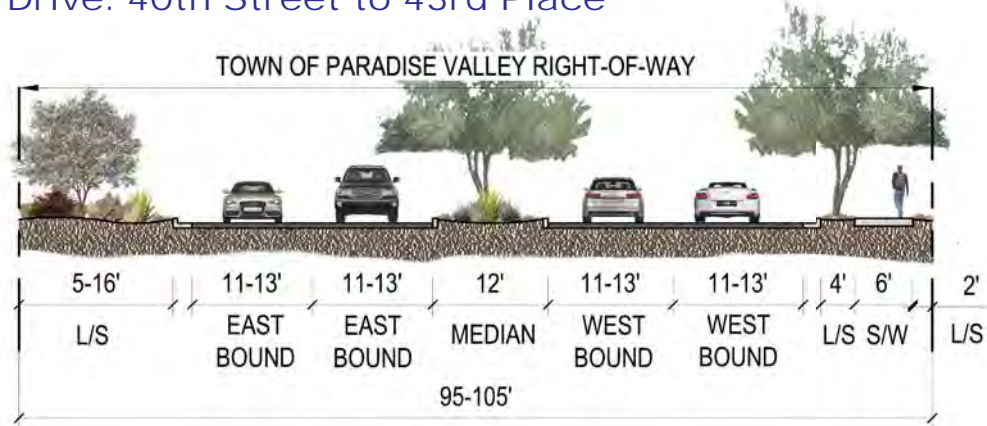 Drive: 40th Street to 43rd Place
TOWN OF PARADISE VALLEY RIGHT-OF-WAY
5-16' 11-13' 11-13' 12' 11-13' 11-13' 4' 6' 2'
L/S EAST BOUND EAST BOUND MEDIAN WEST BOUND WEST BOUND L/S S/W L/S
95-105'